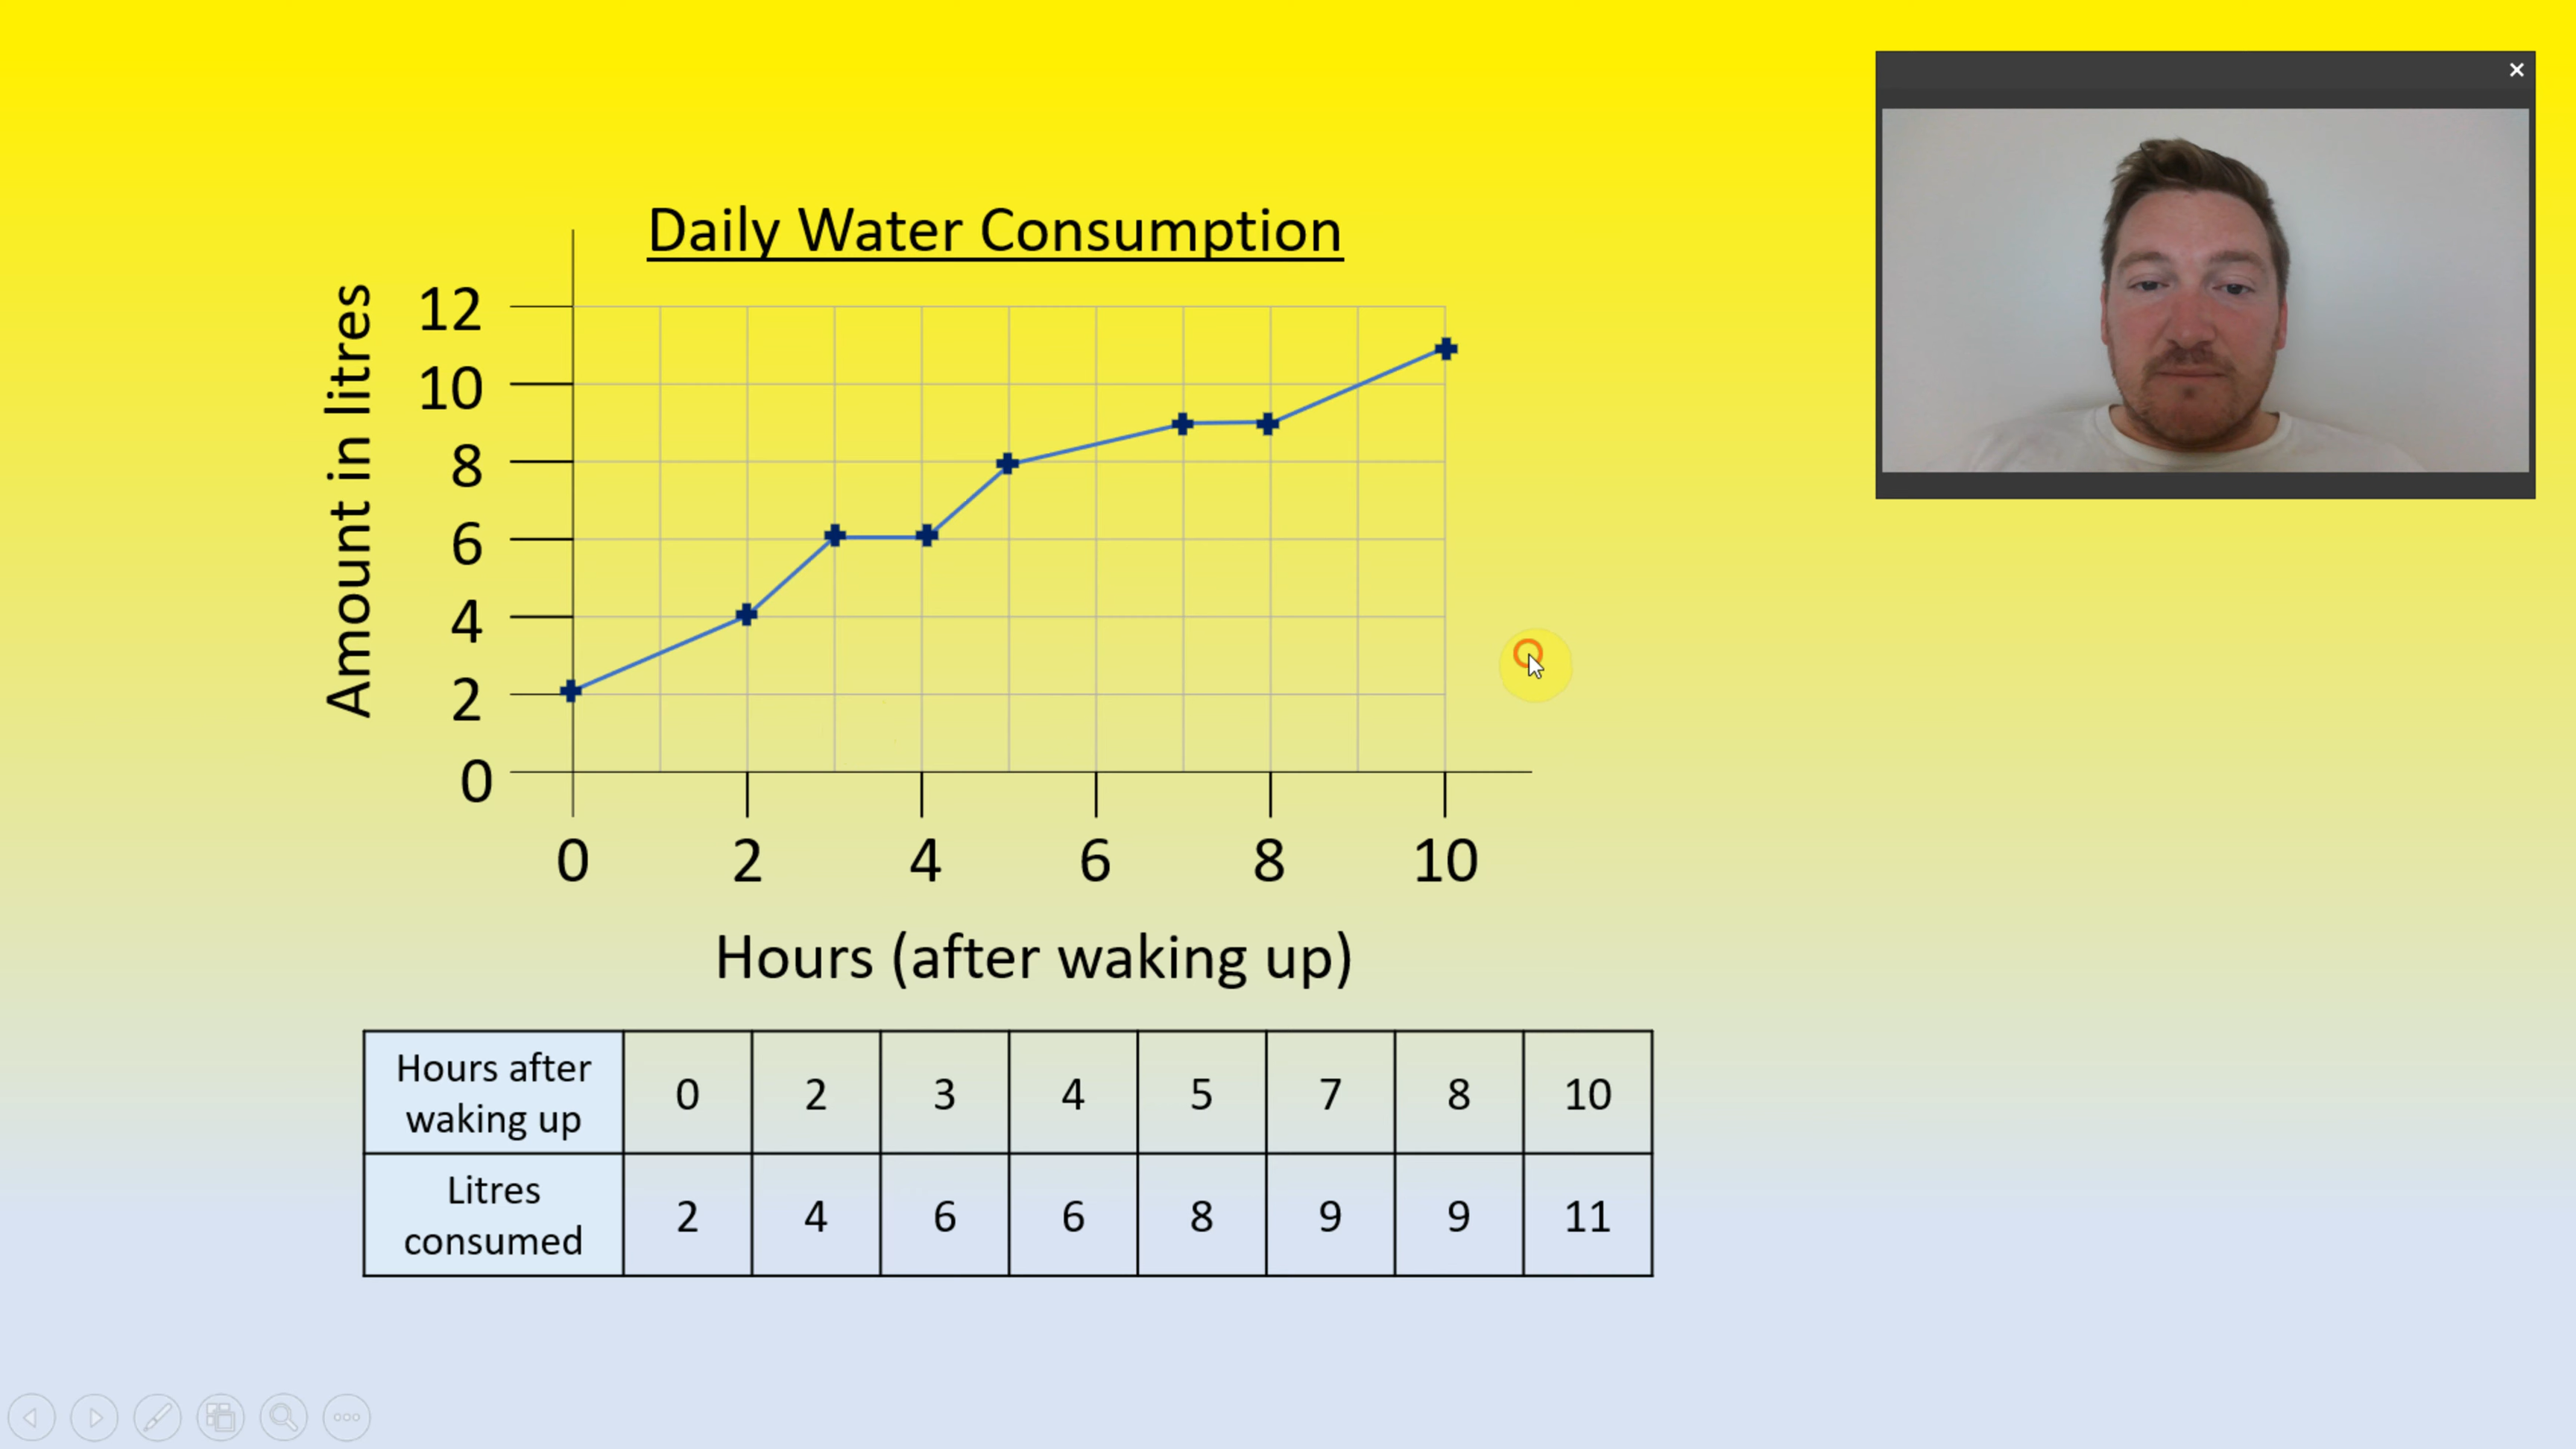 Daily Water Consumption
Amount in litres
12
10
8
6
4
2
0
0 2 4 6 8 10
Hours (after waking up)
Hours after
waking up
0 2 3 4 5 7 8 10
Litres
consumed
2 4 6 6 8 9 9 11